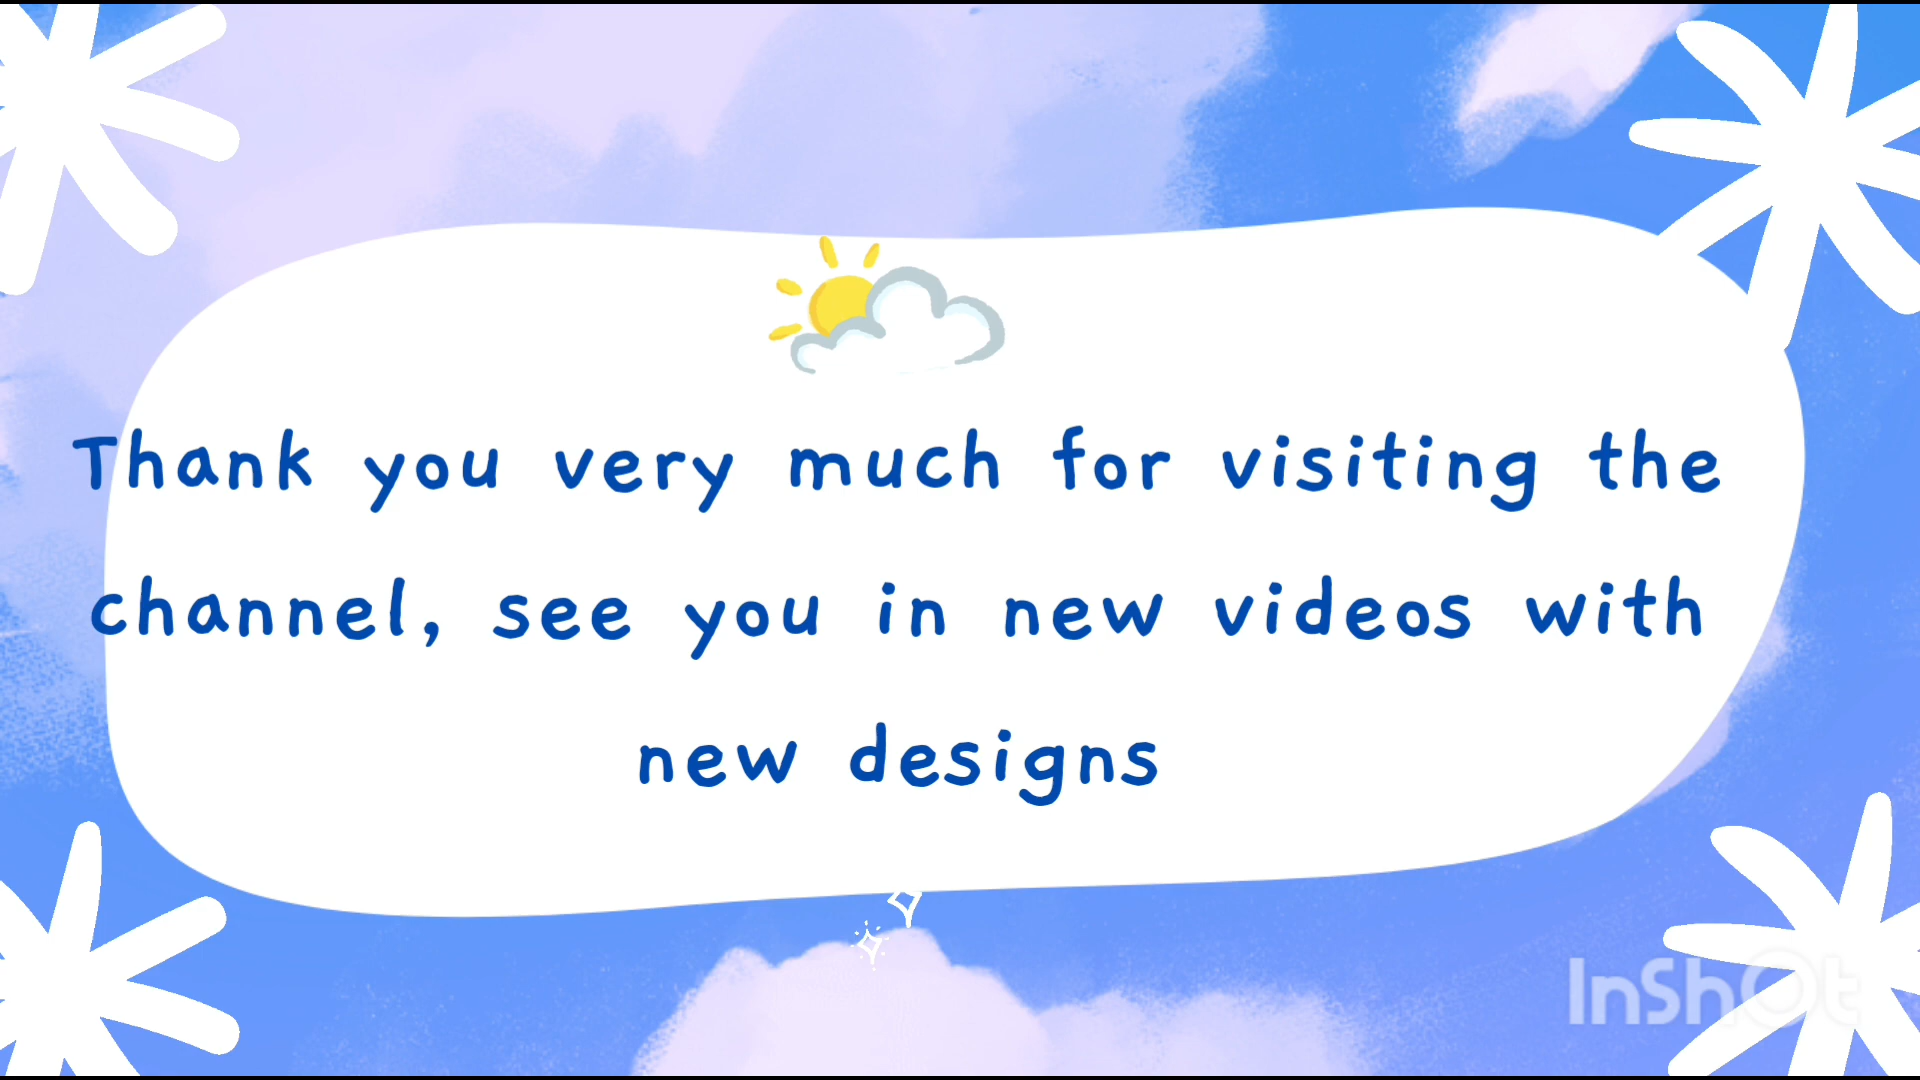 Thank you very much for visiting the
channel, see you in new videos with
new designs
InShOt